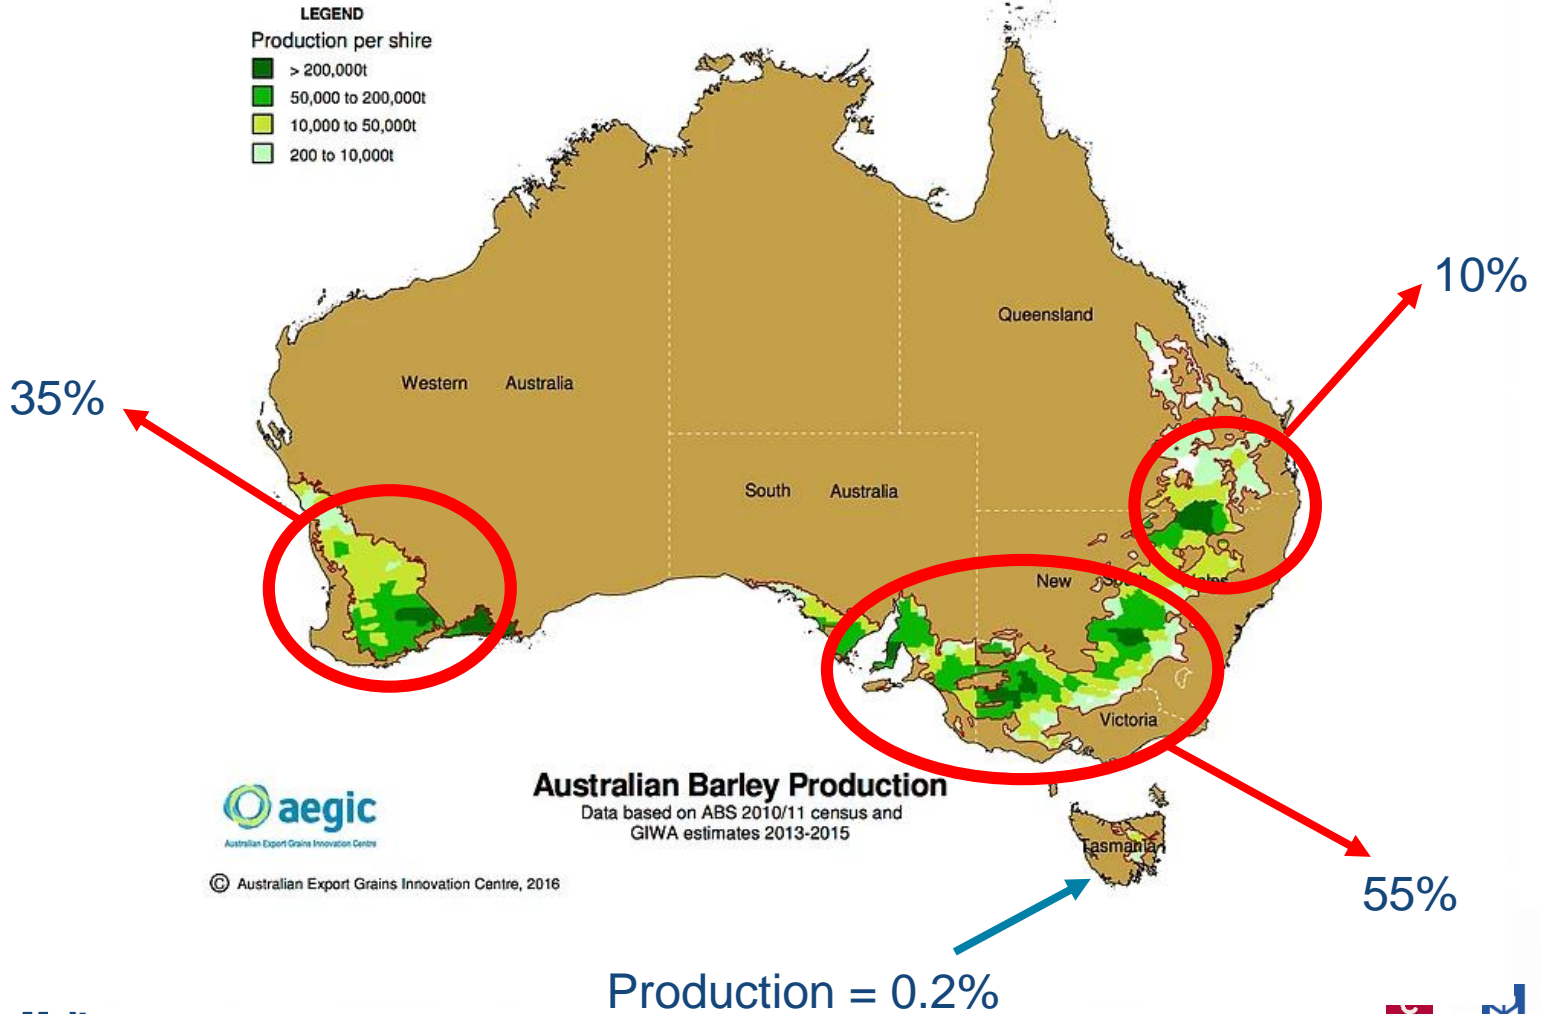 LEGEND
Production per shire
> 200,000t
50,000 to 200,000t
10,000 to 50,000t
200 to 10,000t
10%
Queensland
35%
Western Australia
South Australia
New South Wales
Victoria
Australian Barley Production
Data based on ABS 2010/11 census and
GIWA estimates 2013-2015
aegic
Australian Export Grains Innovation Centre
Tasmania
© Australian Export Grains Innovation Centre, 2016
55%
Production = 0.2%